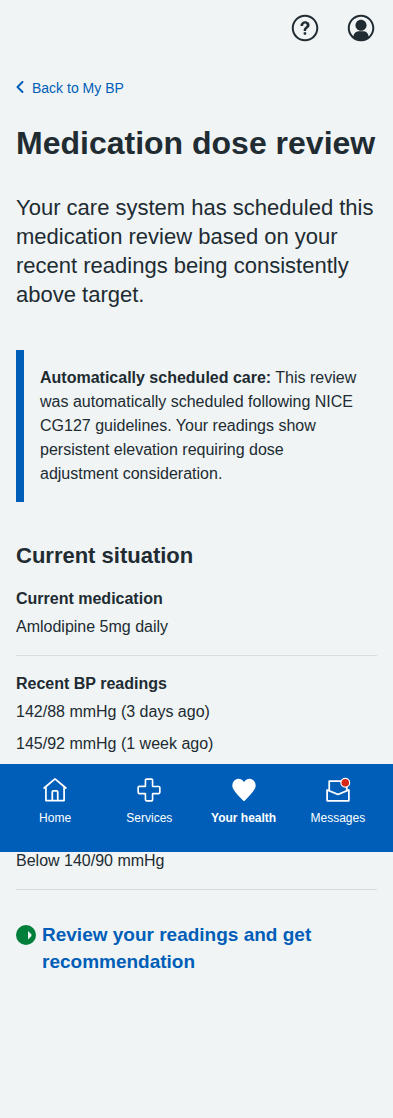 Back to My BP
Medication dose review
Your care system has scheduled this
medication review based on your
recent readings being consistently
above target.
Automatically scheduled care: This review
was automatically scheduled following NICE
CG127 guidelines. Your readings show
persistent elevation requiring dose
adjustment consideration.
Current situation
Current medication
Amlodipine 5mg daily
Recent BP readings
142/88 mmHg (3 days ago)
145/92 mmHg (1 week ago)
Home
Services
Your health
Messages
Below 140/90 mmHg
Review your readings and get
recommendation